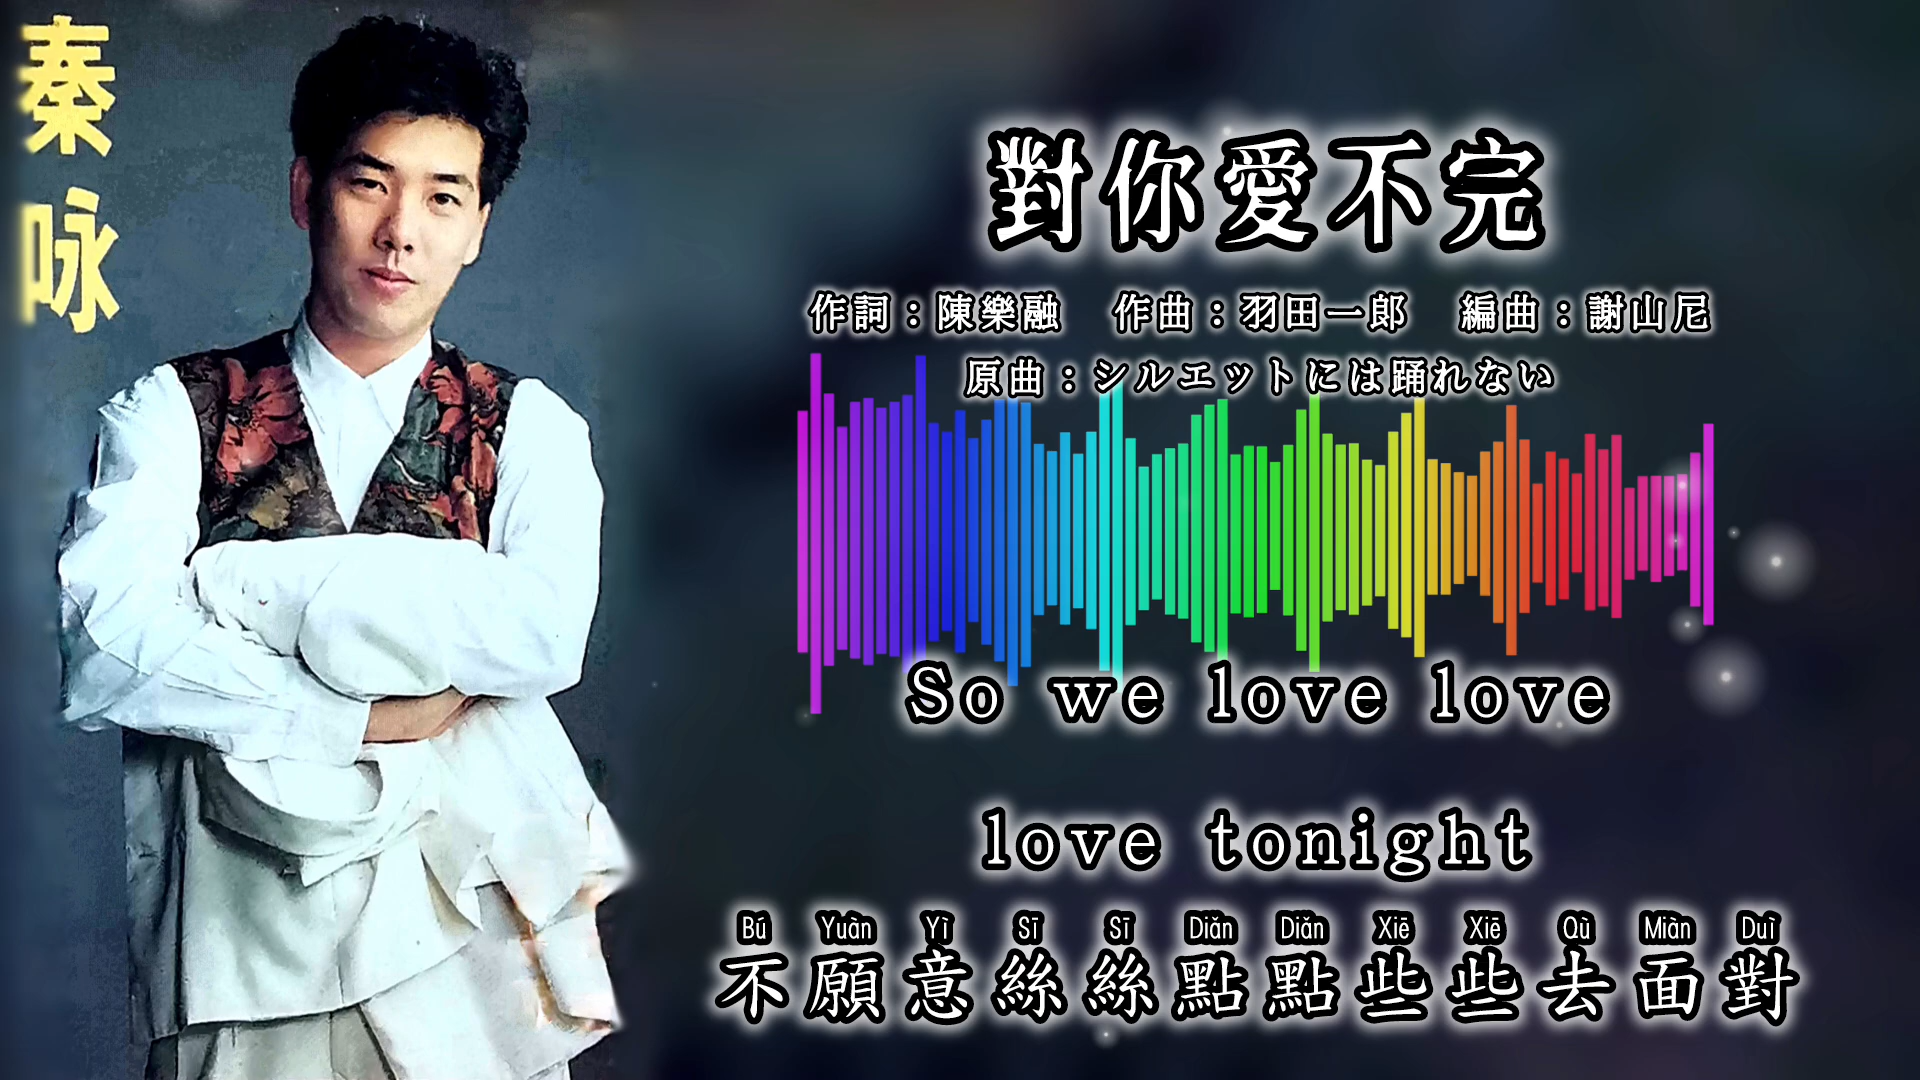 秦咏
對你愛不完
作詞：陳樂融 作曲：羽田一郎 編曲：謝山尼
原曲：シルエットには踊れない
So we love love
love tonight
Bú Yuàn Yì Sī Sī Diǎn Diǎn Xiē Xiē Qù Miàn Duì
不願意絲絲點點些些去面對